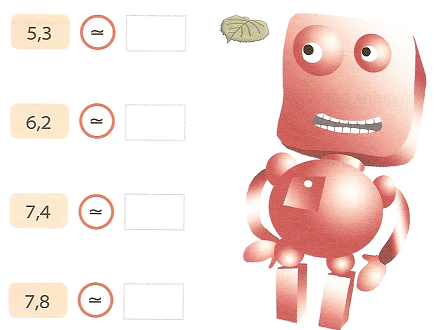 5,3 ≃
6,2 ≃
7,4 ≃
7,8 ≃